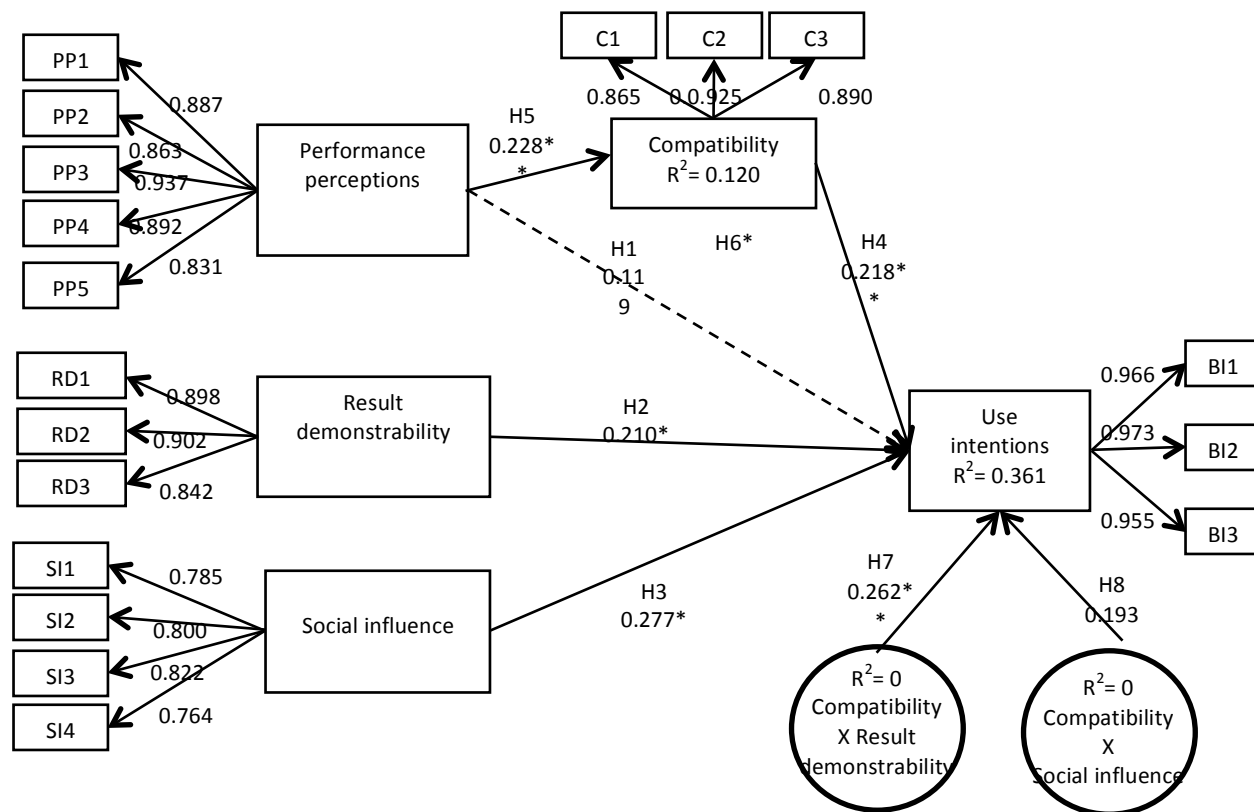 C1
C2
C3
PP1
PP2
PP3
PP4
PP5
0.887
0.863
0.937
0.892
0.831
Performance
perceptions
H5
0.228*
*
0.865
0.0.925
0.890
Compatibility
R²= 0.120
H1
0.11
9
H6*
H4
0.218*
*
RD1
RD2
RD3
0.898
0.902
0.842
Result
demonstrability
H2
0.210*
Use
intentions
R²= 0.361
0.966
0.973
0.955
BI1
BI2
BI3
SI1
SI2
SI3
SI4
0.785
0.800
0.822
0.764
Social influence
H3
0.277*
H7
0.262*
*
H8
0.193
R²= 0
Compatibility
X Result
demonstrability
R²= 0
Compatibility
X
Social influence